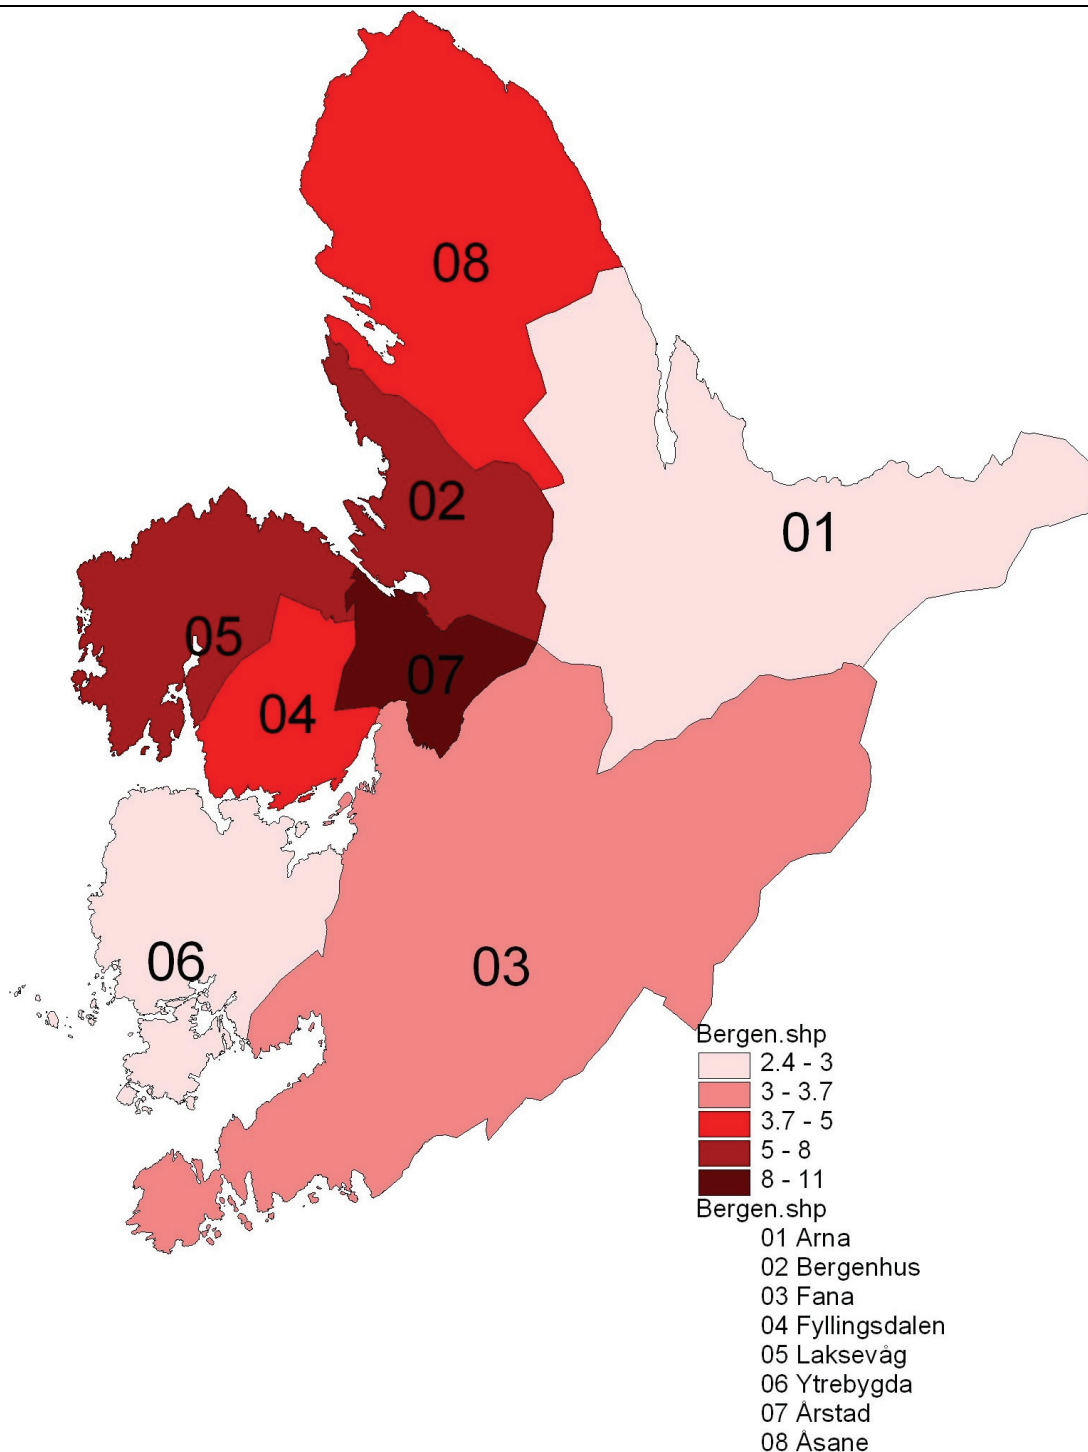 08
02
01
05
07
04
06
03
Bergen.shp
2.4 - 3
3 - 3.7
3.7 - 5
5 - 8
8 - 11
Bergen.shp
01 Arna
02 Bergenhus
03 Fana
04 Fyllingsdalen
05 Laksevåg
06 Ytrebygda
07 Årstad
08 Åsane